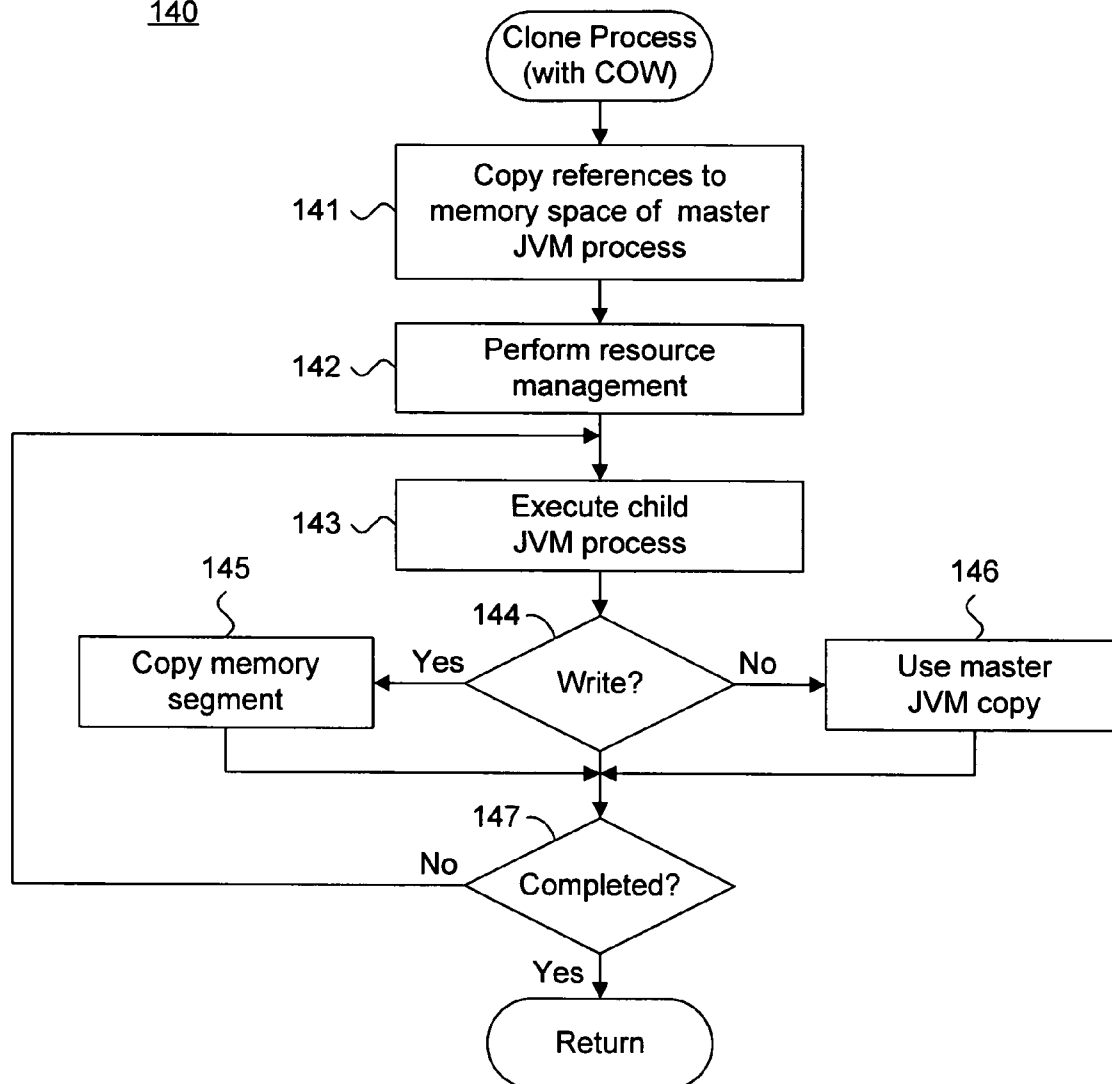 140
Clone Process
(with COW)
Copy references to
memory space of master
JVM process
141
Perform resource
management
142
Execute child
JVM process
143
145
146
144
Copy memory
segment
Yes
Write?
No
Use master
JVM copy
147
No
Completed?
Yes
Return